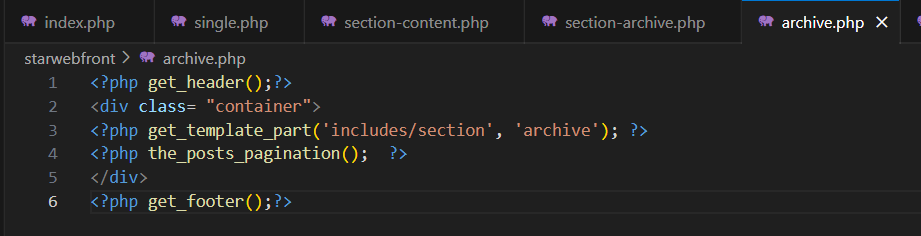 index.php single.php section-content.php section-archive.php archive.php
starwebfront > archive.php
1 <?php get_header();?>
2 <div class= "container">
3 <?php get_template_part('includes/section', 'archive'); ?>
4 <?php the_posts_pagination();  ?>
5 </div>
6 <?php get_footer();?>